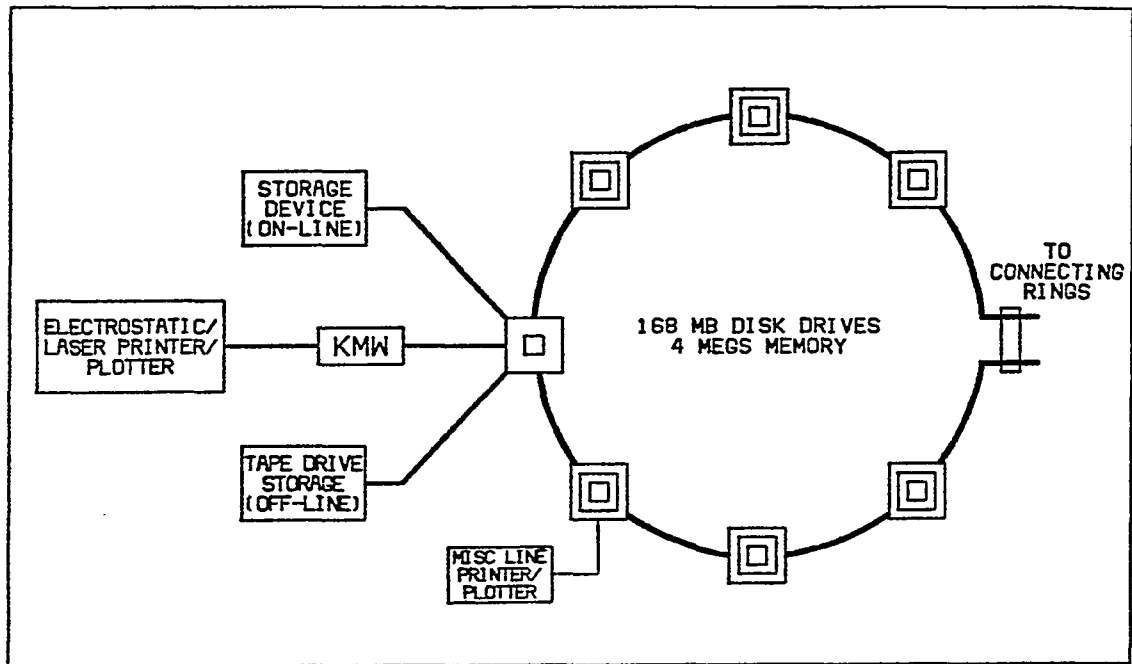 STORAGE
DEVICE
(ON-LINE)
TO
CONNECTING
RINGS
ELECTROSTATIC/
LASER PRINTER/
PLOTTER
KMW
168 MB DISK DRIVES
4 MEGS MEMORY
TAPE DRIVE
STORAGE
(OFF-LINE)
MISC LINE
PRINTER/
PLOTTER